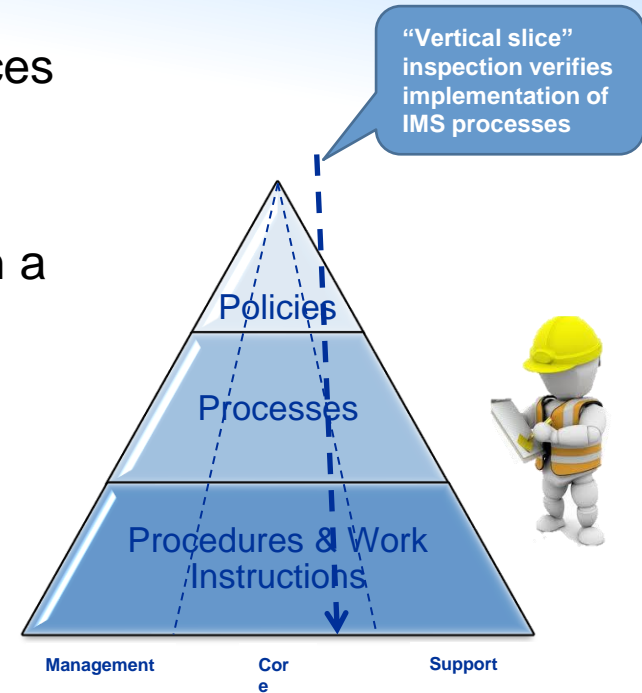 “Vertical slice”
inspection verifies
implementation of
IMS processes
ces
n a
Policies
Processes
Procedures & Work
Instructions
Management
Cor
e
Support